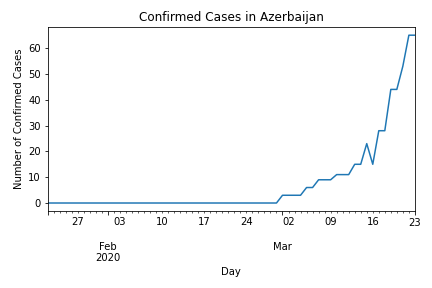 Confirmed Cases in Azerbaijan
Number of Confirmed Cases
60
50
40
30
20
10
0
27 03 10 17 24 02 09 16 23
Feb Mar
2020
Day